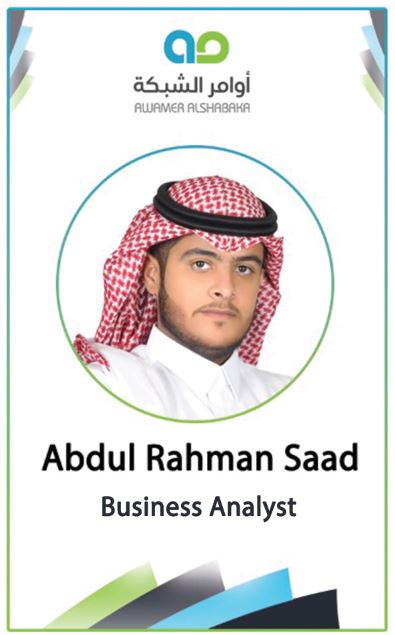 أوامر الشبكة
AWAMER ALSHABAKA
Abdul Rahman Saad
Business Analyst